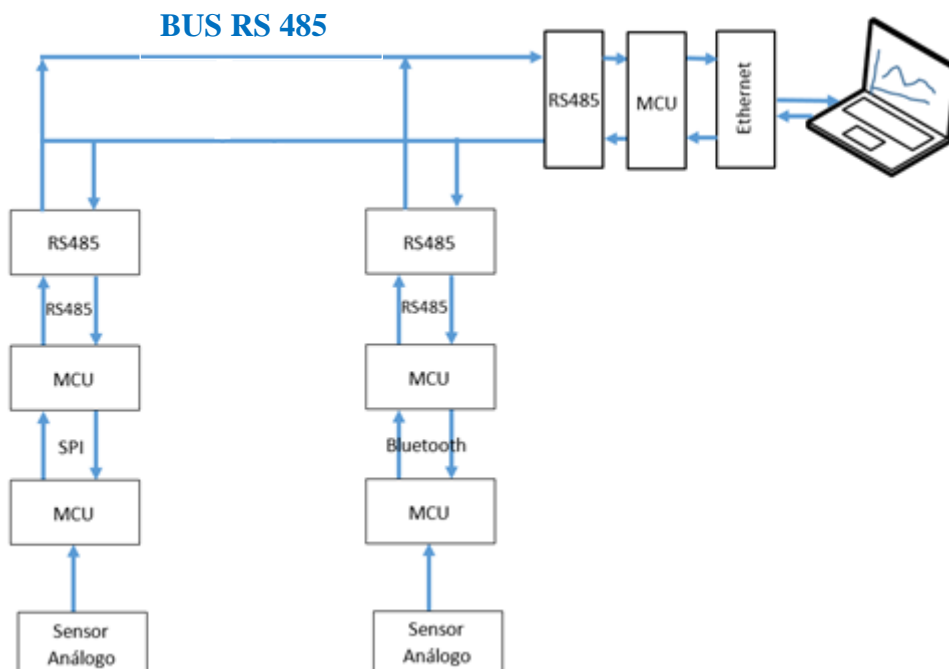 BUS RS 485
RS485
MCU
Ethernet
RS485
RS485
RS485
RS485
MCU
MCU
SPI
Bluetooth
MCU
MCU
Sensor
Análogo
Sensor
Análogo